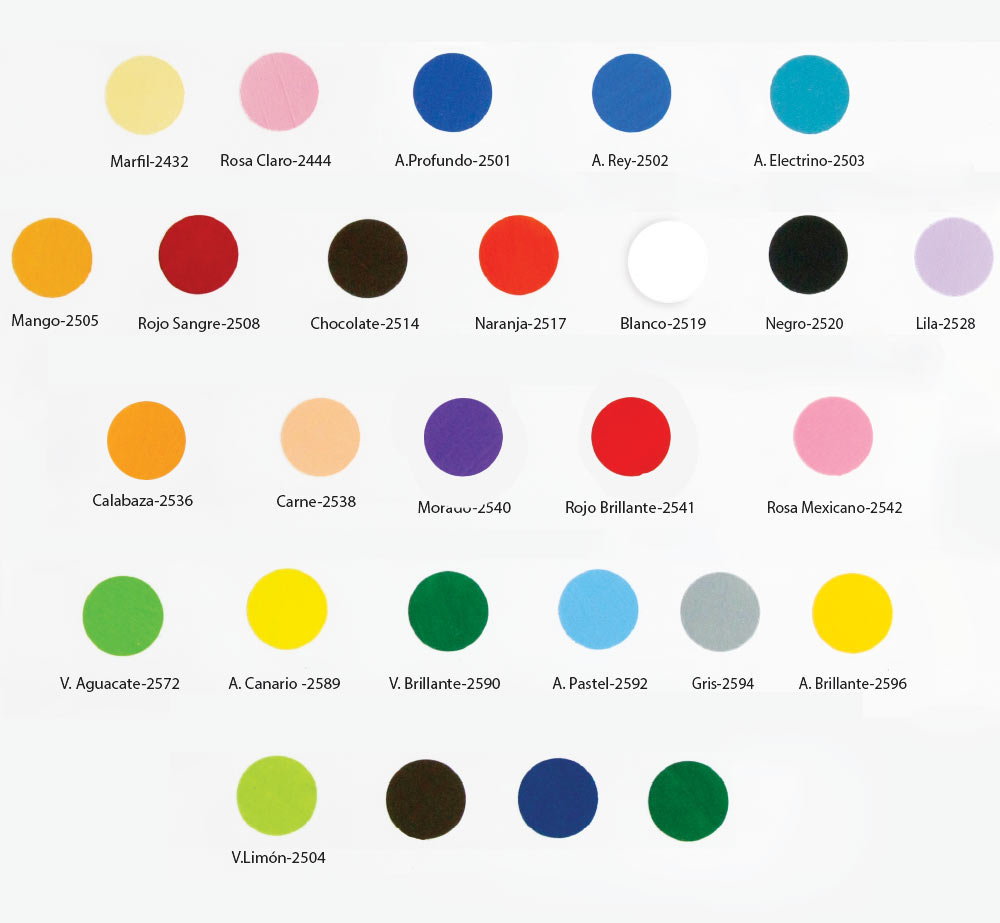 Marfil-2432
Rosa Claro-2444
A.Profundo-2501
A. Rey-2502
A. Electrino-2503
Mango-2505
Rojo Sangre-2508
Chocolate-2514
Naranja-2517
Blanco-2519
Negro-2520
Lila-2528
Calabaza-2536
Carne-2538
Morado-2540
Rojo Brillante-2541
Rosa Mexicano-2542
V. Aguacate-2572
A. Canario -2589
V. Brillante-2590
A. Pastel-2592
Gris-2594
A. Brillante-2596
V.Limón-2504